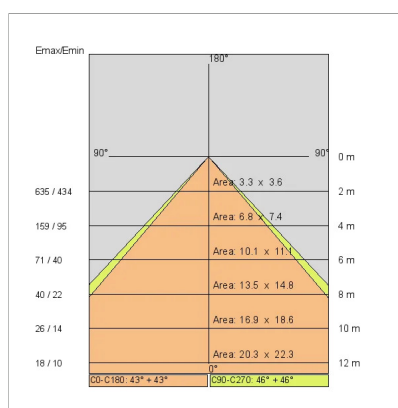 Emax/Emin
180°
90°
90°
0 m
Area: 3.3 x 3.6
635 / 434
2 m
Area: 6.8 x 7.4
159 / 95
4 m
Area: 10.1 x 11.1
71 / 40
6 m
Area: 13.5 x 14.8
40 / 22
8 m
Area: 16.9 x 18.6
26 / 14
10 m
Area: 20.3 x 22.3
18 / 10
12 m
0°
C0-C180: 43° + 43°
C90-C270: 46° + 46°